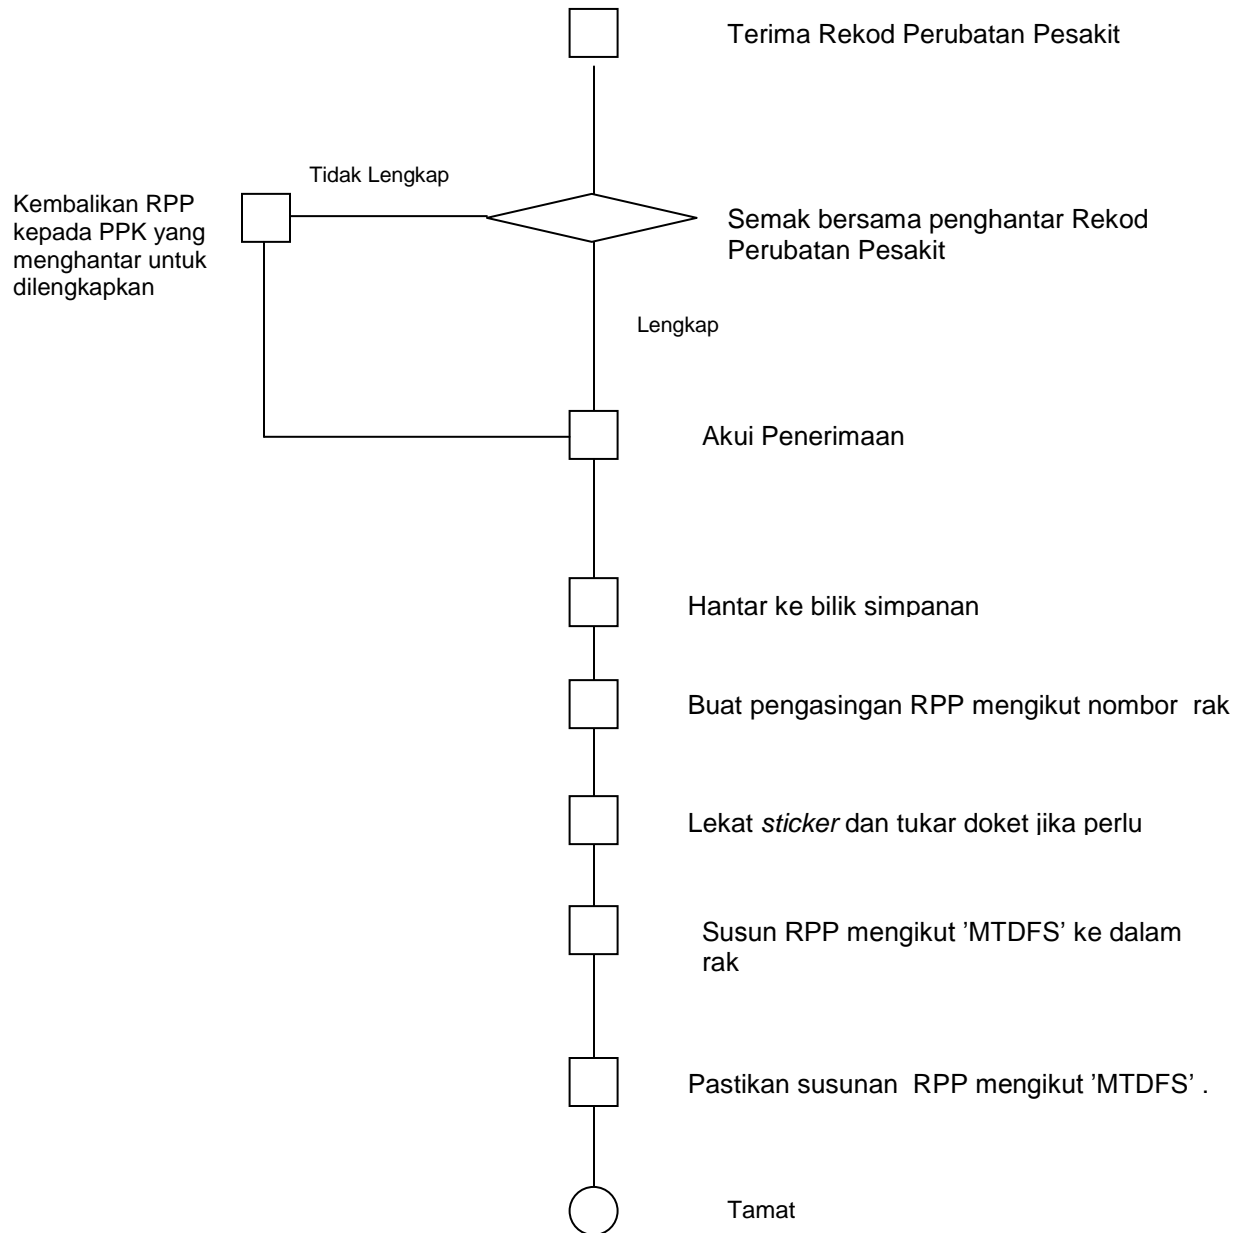 Terima Rekod Perubatan Pesakit
Tidak Lengkap
Kembalikan RPP
kepada PPK yang
menghantar untuk
dilengkapkan
Semak bersama penghantar Rekod
Perubatan Pesakit
Lengkap
Akui Penerimaan
Hantar ke bilik simpanan
Buat pengasingan RPP mengikut nombor  rak
Lekat sticker dan tukar doket jika perlu
Susun RPP mengikut ’MTDFS’ ke dalam
rak
Pastikan susunan  RPP mengikut ’MTDFS’ .
Tamat